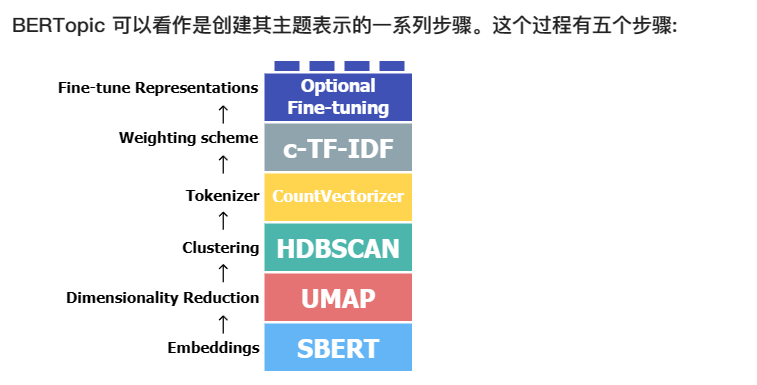 BERTopic 可以看作是创建其主题表示的一系列步骤。这个过程有五个步骤:
Fine-tune Representations
Optional
Fine-tuning
Weighting scheme
c-TF-IDF
Tokenizer
CountVectorizer
Clustering
HDBSCAN
Dimensionality Reduction
UMAP
Embeddings
SBERT